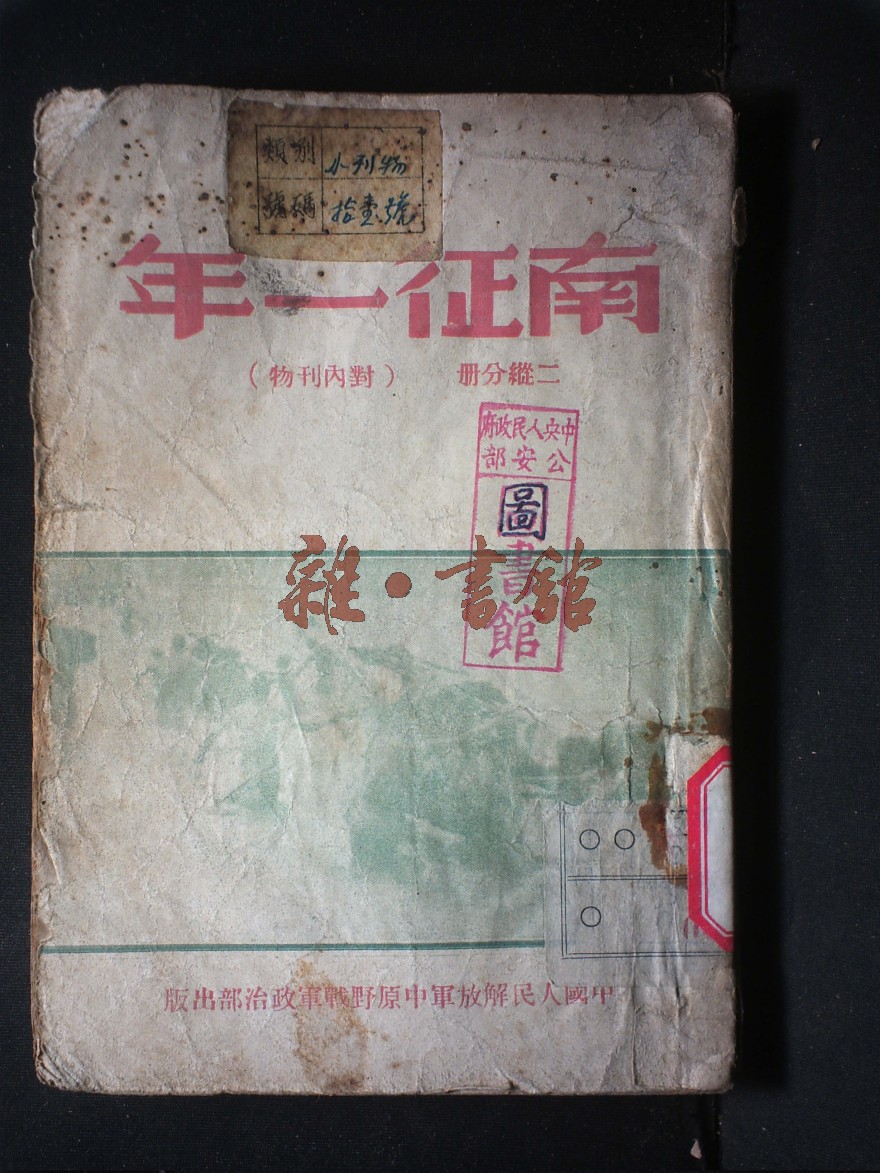 類別 小刊物
號碼 拾壹號
南征一年
二縱分册 (對內刊物)
中央人民政府
公安部
圖書館
雜·書館
中國人民解放軍中原野戰軍政治部出版